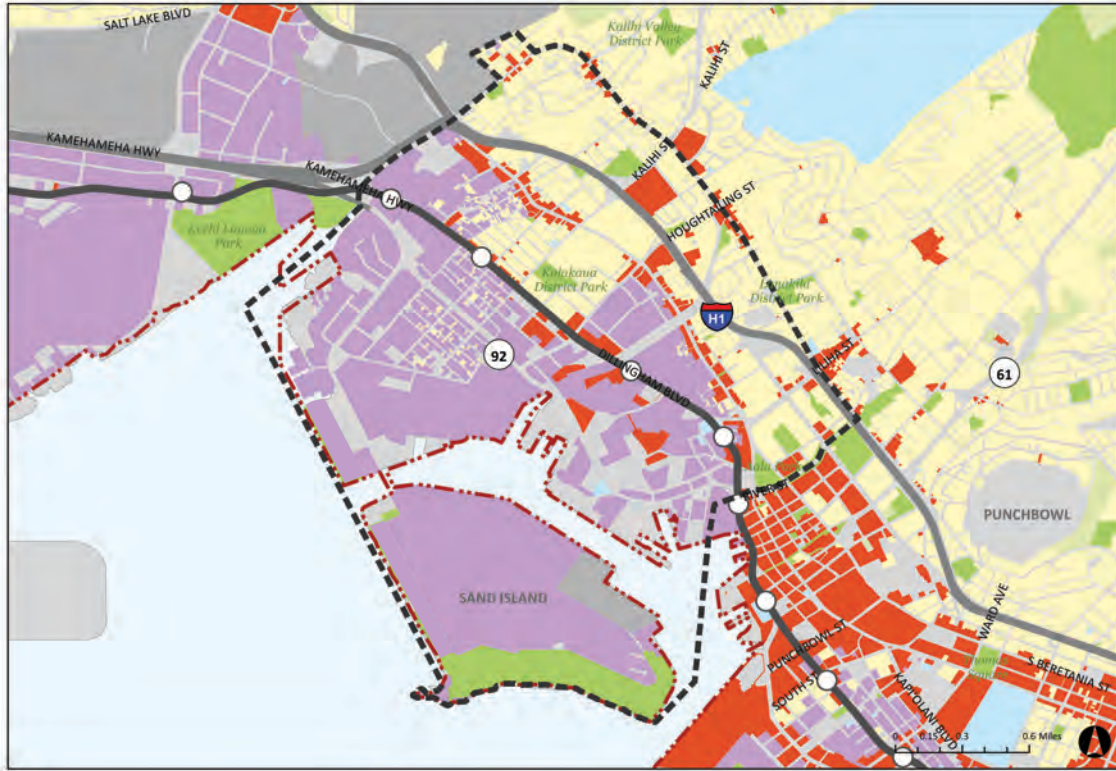 SALT LAKE BLVD
Kalihi Valley
District Park
KALIHI ST
KAMEHAMEHA HWY
KAMEHAMEHA HWY
KALIHI ST
HOUGHTAILING ST
Park
Kalakaua
District Park
Lanakila
District Park
H1
92
DILLINGHAM BLVD
LILIHA ST
61
RIVER ST
PUNCHBOWL
SAND ISLAND
WARD AVE
PUNCHBOWL ST
SOUTH ST
S BERETANIA ST
KAPIOLANI BLVD
0 0.15 0.3 0.6 Miles